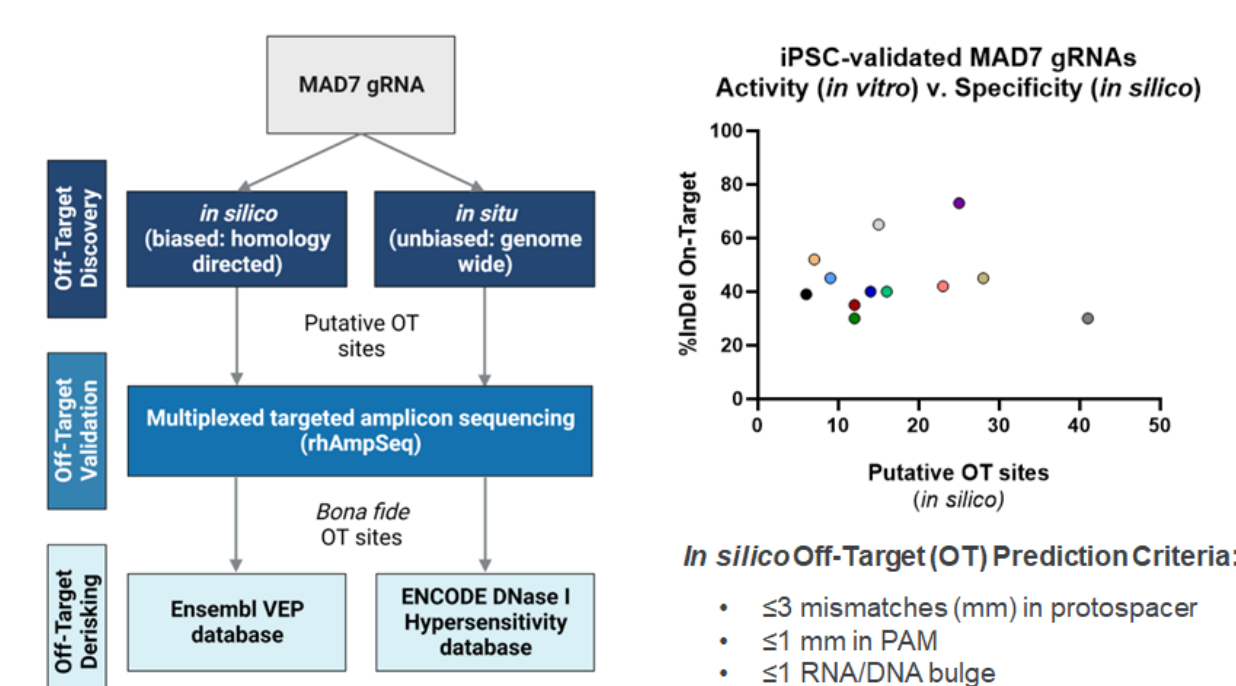 MAD7 gRNA
Off-Target
Discovery
in silico
(biased: homology
directed)
in situ
(unbiased: genome
wide)
Putative OT
sites
Off-Target
Validation
Multiplexed targeted amplicon sequencing
(rhAmpSeq)
Bona fide
OT sites
Off-Target
Derisking
Ensembl VEP
database
ENCODE DNase I
Hypersensitivity
database
iPSC-validated MAD7 gRNAs
Activity (in vitro) v. Specificity (in silico)
%InDel On-Target
100
80
60
40
20
0
0 10 20 30 40 50
Putative OT sites
(in silico)
In silico Off-Target (OT) Prediction Criteria:
• ≤3 mismatches (mm) in protospacer
• ≤1 mm in PAM
• ≤1 RNA/DNA bulge